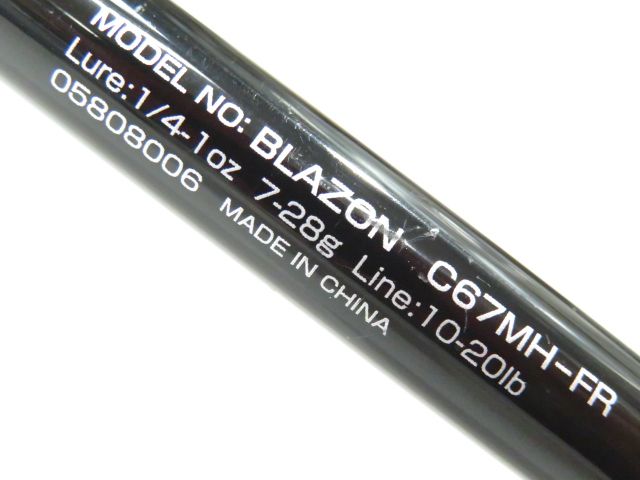 MODEL NO: BLAZON C67MH-FR
Lure:1/4-1oz 7-28g Line:10-20lb
05808006 MADE IN CHINA